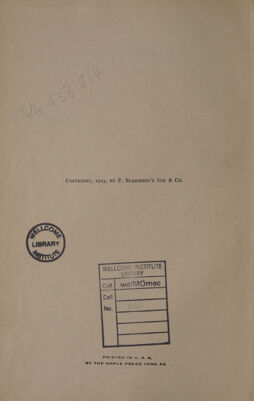 COPYRIGHT, BY P. BLAKISTON'S SON & CO.
WELLCOME
LIBRARY
INSTITUTE
WELLCOME INSTITUTE
LIBRARY
Coll welMOmec
Call
No.
PRINTED IN U. S. A.
BY THE MAPLE PRESS YORK PA